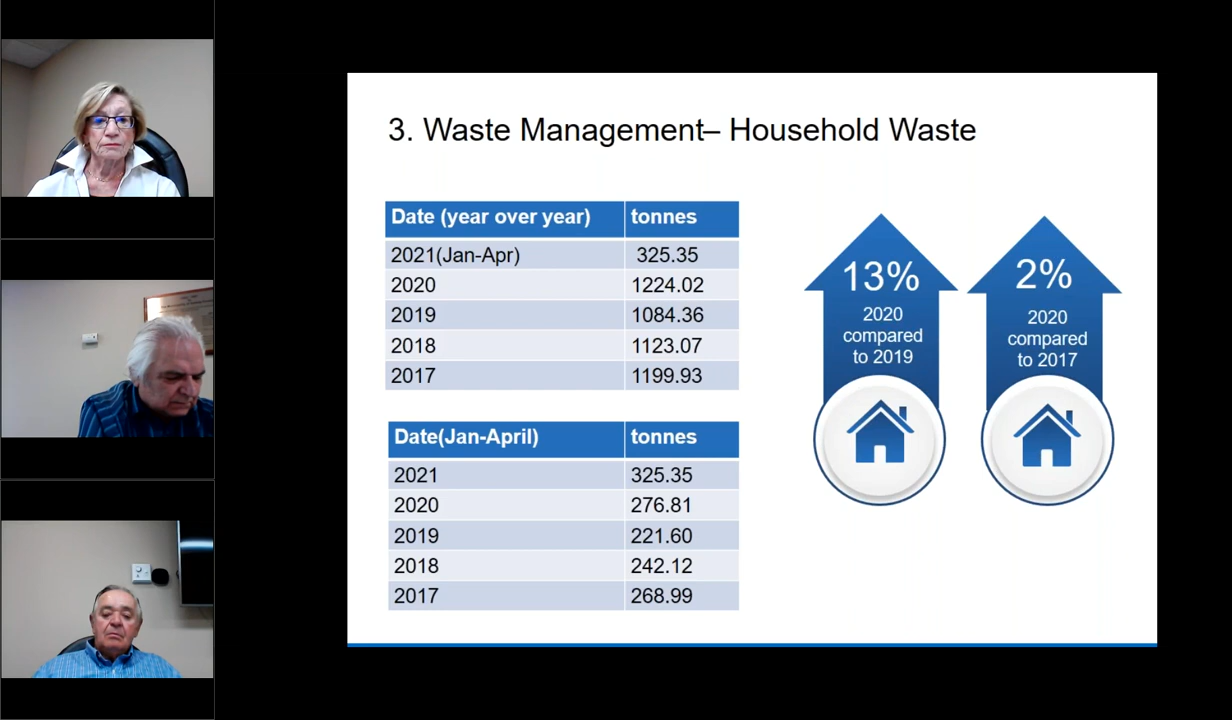 3. Waste Management– Household Waste
Date (year over year) tonnes
2021(Jan-Apr) 325.35
2020 1224.02
2019 1084.36
2018 1123.07
2017 1199.93
Date(Jan-April) tonnes
2021 325.35
2020 276.81
2019 221.60
2018 242.12
2017 268.99
13%
2020
compared
to 2019
2%
2020
compared
to 2017